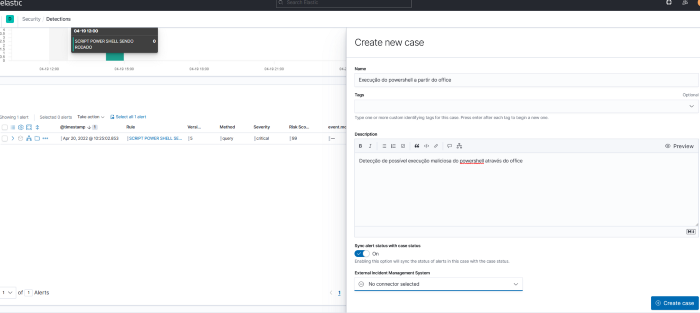 elastic
Search Elastic
Security Detections
04-19 13:00
SCRIPT POWER SHELL SENDO RODADO 0
04-19 12:00 04-19 15:00 04-19 18:00 04-19 21:00
Showing 1 alert Selected 0 alerts Take action Select all 1 alert
@timestamp 1 Rule Versi... Method Severity Risk Sco... event.mo
Apr 20, 2022 @ 10:25:02.652 [SCRIPT POWER SHELL SE... query critical 99
1 of 1 Alerts
1
Create new case
Name
Execução do powershell a partir do office
Tags Optional
Type one or more custom identifying tags for this case. Press enter after each tag to begin a new one.
Description
B I Preview
Detecção de possível execução maliciosa do powershell através do office
Sync alert status with case status
On
Enabling this option will sync the status of alerts in this case with the case status.
External Incident Management System
No connector selected
Create case